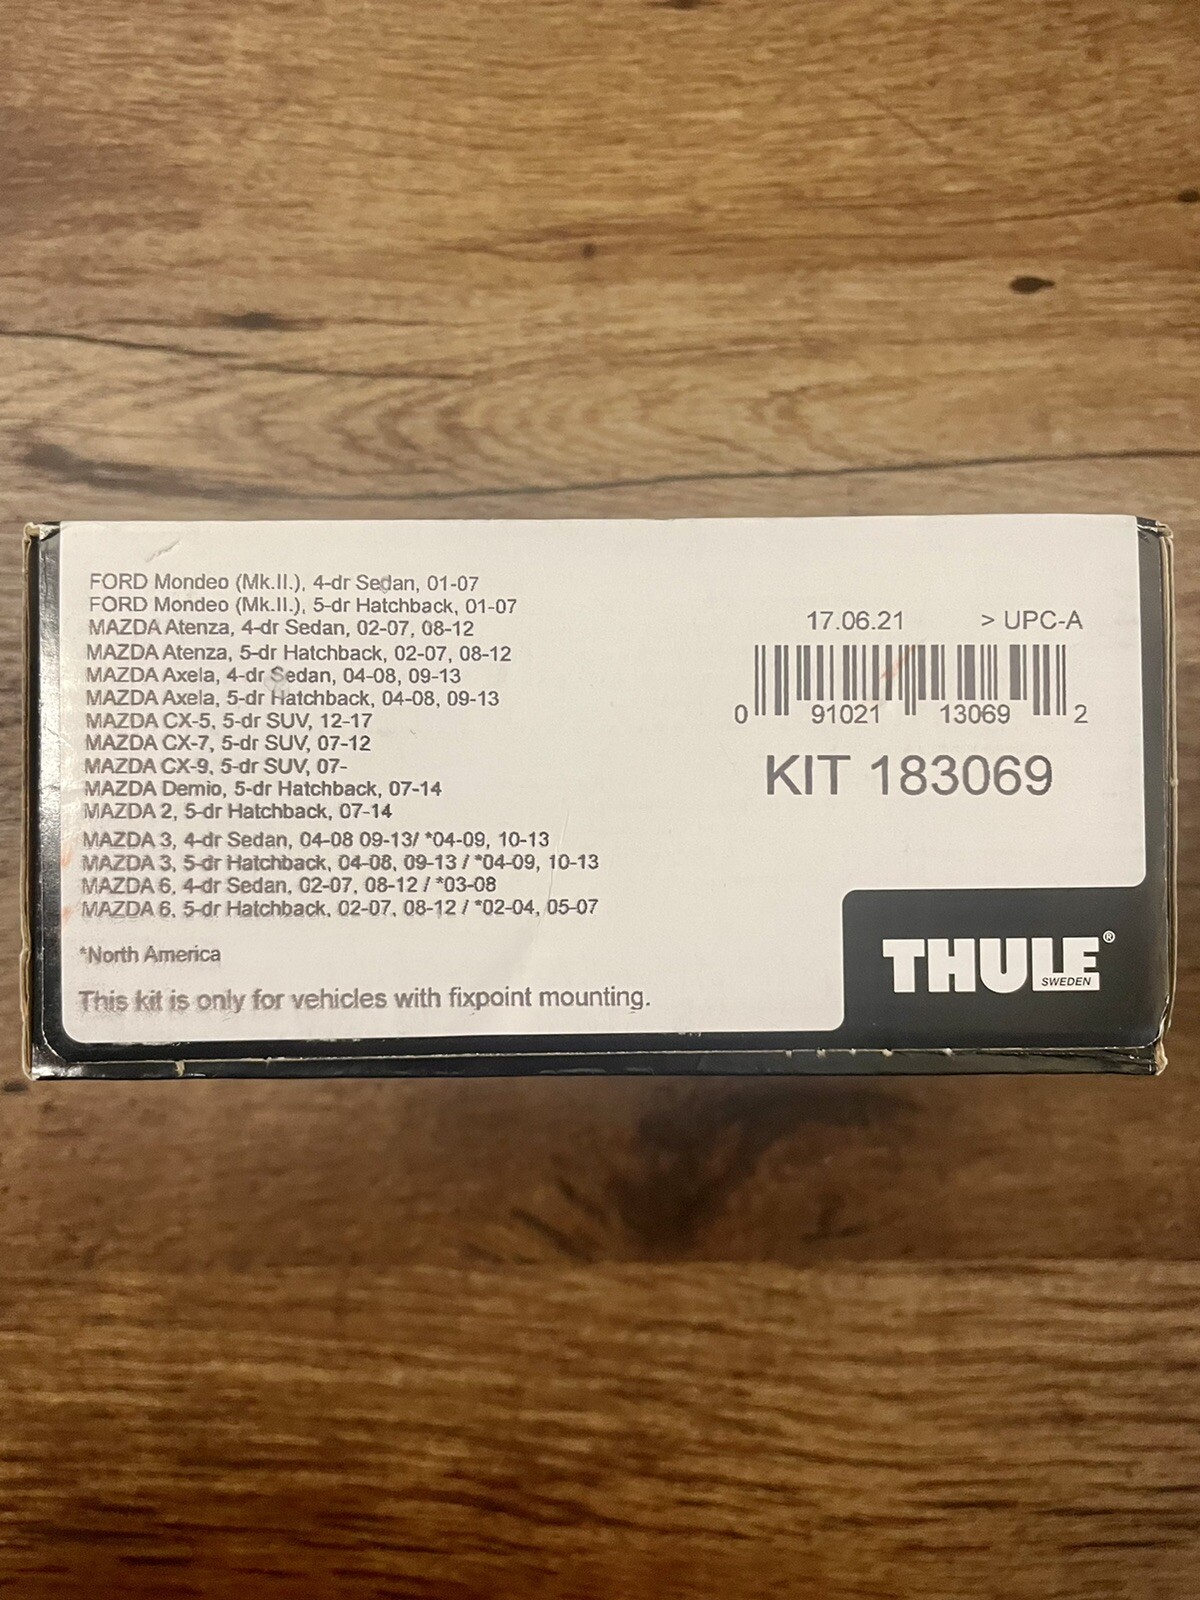 FORD Mondeo (Mk.II.), 4-dr Sedan, 01-07
FORD Mondeo (Mk.II.), 5-dr Hatchback, 01-07
MAZDA Atenza, 4-dr Sedan, 02-07, 08-12
MAZDA Atenza, 5-dr Hatchback, 02-07, 08-12
MAZDA Axela, 4-dr Sedan, 04-08, 09-13
MAZDA Axela, 5-dr Hatchback, 04-08, 09-13
MAZDA CX-5, 5-dr SUV, 12-17
MAZDA CX-7, 5-dr SUV, 07-12
MAZDA CX-9, 5-dr SUV, 07-
MAZDA Demio, 5-dr Hatchback, 07-14
MAZDA 2, 5-dr Hatchback, 07-14
MAZDA 3, 4-dr Sedan, 04-08 09-13/ *04-09, 10-13
MAZDA 3, 5-dr Hatchback, 04-08, 09-13 / *04-09, 10-13
MAZDA 6, 4-dr Sedan, 02-07, 08-12 / *03-08
MAZDA 6, 5-dr Hatchback, 02-07, 08-12 / *02-04, 05-07
*North America
This kit is only for vehicles with fixpoint mounting.
17.06.21 > UPC-A
0 91021 13069 2
KIT 183069
THULE®
SWEDEN